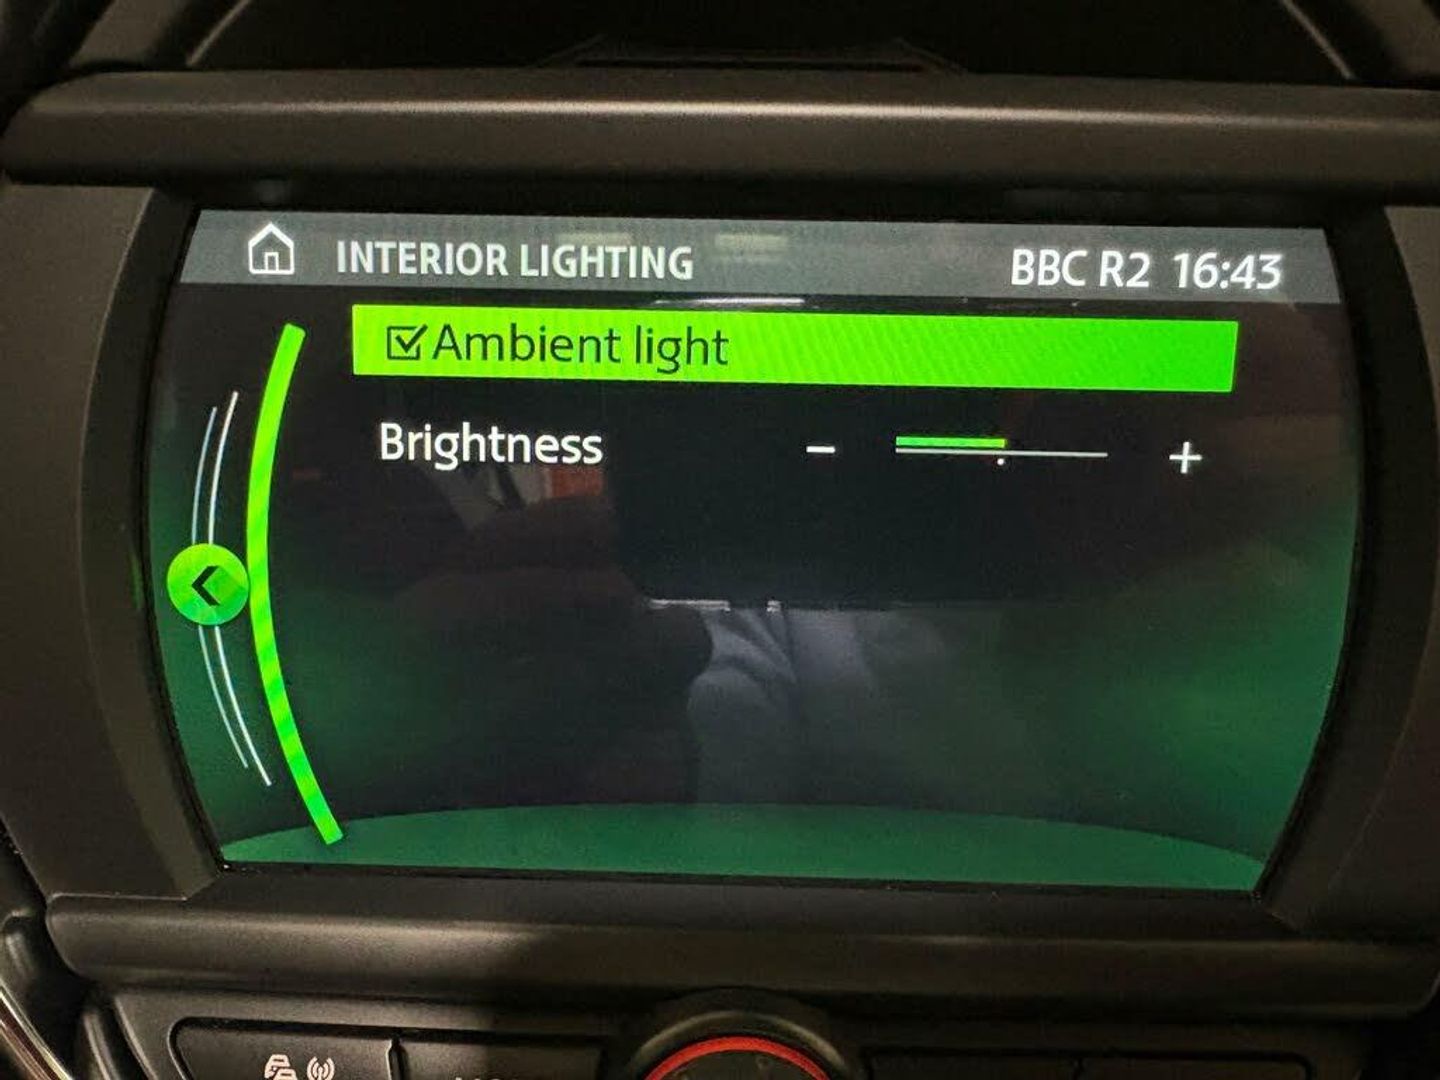 INTERIOR LIGHTING BBC R2 16:43
Ambient light
Brightness - +